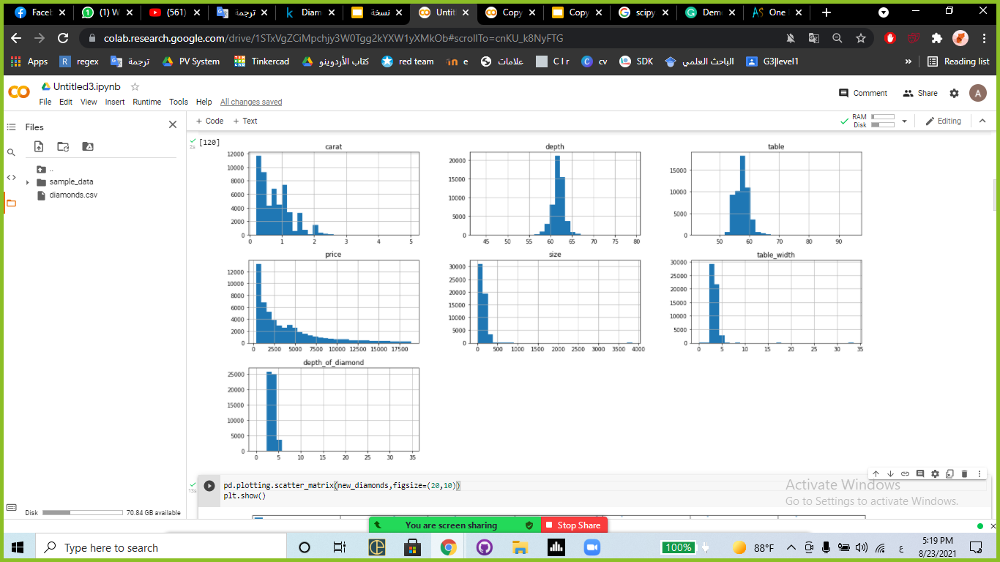 Facel
(1) W
(561)
ترجمة
Diam
نسخة
Untit
Copy
Copy
scipy
Dem
One
colab.research.google.com/drive/1STxVgZCiMpchjy3W0Tgg2kYXW1yXMkOb#scrollTo=cnKU_k8NyFTG
Apps regex ترجمة PV System Tinkercad كتاب الأردوينو red team e علامات C l r cv SDK الباحث العلمي G3|level1 » Reading list
Untitled3.ipynb
File Edit View Insert Runtime Tools Help All changes saved
Comment Share A
Files
+ Code + Text
RAM
Disk
Editing
..
sample_data
diamonds.csv
[120]
2s
carat
12000
10000
8000
6000
4000
2000
0
0 1 2 3 4 5
depth
20000
15000
10000
5000
0
45 50 55 60 65 70 75 80
table
15000
10000
5000
0
50 60 70 80 90
price
12000
10000
8000
6000
4000
2000
0
0 2500 5000 7500 10000 12500 15000 17500
size
30000
25000
20000
15000
10000
5000
0
0 500 1000 1500 2000 2500 3000 3500 4000
table_width
30000
25000
20000
15000
10000
5000
0
0 5 10 15 20 25 30 35
depth_of_diamond
25000
20000
15000
10000
5000
0
0 5 10 15 20 25 30 35
13s
pd.plotting.scatter_matrix(new_diamonds,figsize=(20,10))
plt.show()
Activate Windows
Go to Settings to activate Windows.
Disk 70.84 GB available
You are screen sharing Stop Share
Type here to search
100%
88°F
ع
5:19 PM
8/23/2021